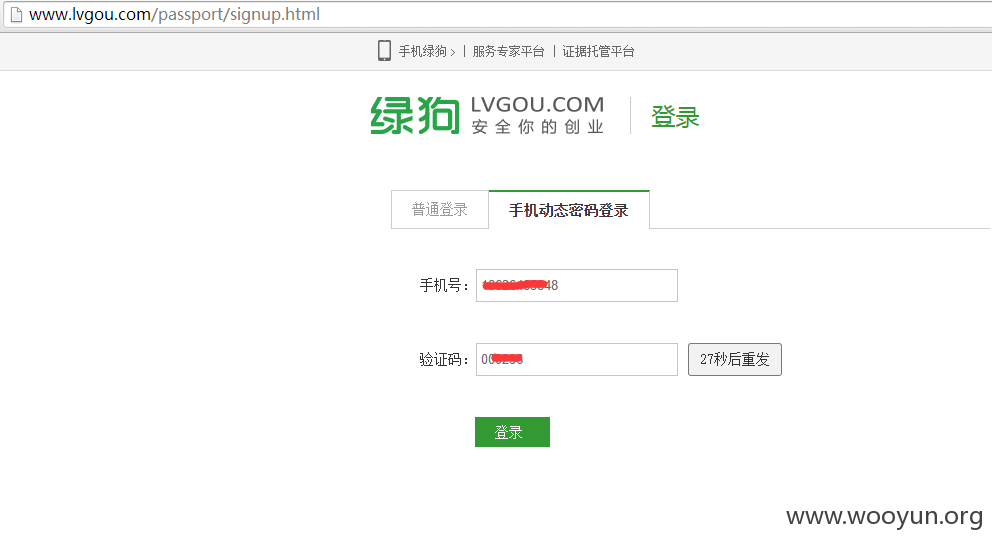 www.lvgou.com/passport/signup.html
手机绿狗 > | 服务专家平台 | 证据托管平台
绿狗 LVGOU.COM 登录
安全你的创业
普通登录 手机动态密码登录
手机号: 48
验证码: 00
27秒后重发
登录
www.wooyun.org